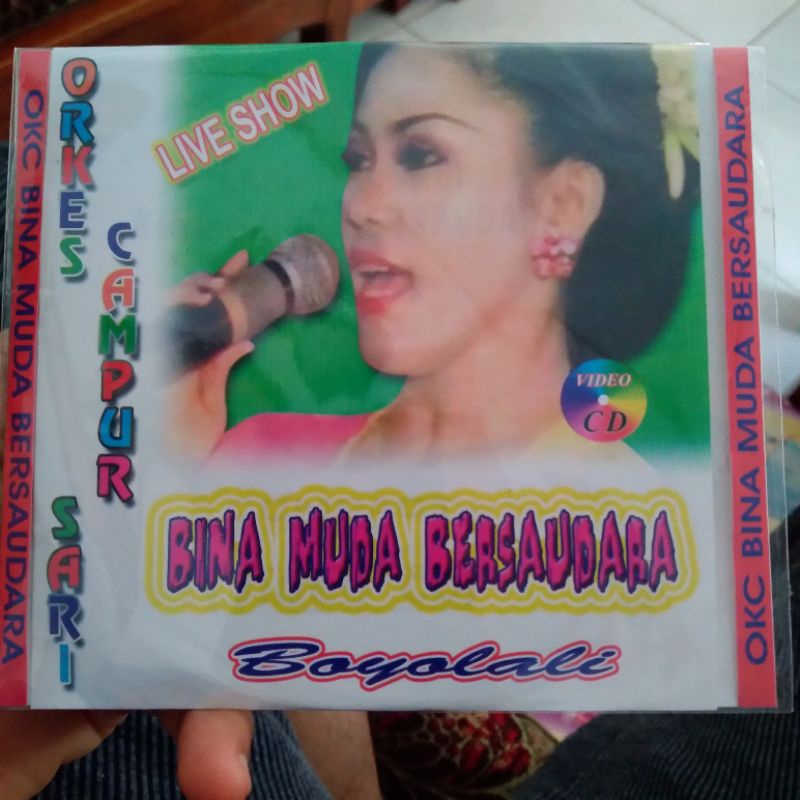 OKC BINA MUDA BERSAUDARA
ORKES
CAMPUR
SARI
LIVE SHOW
VIDEO
CD
BINA MUDA BERSAUDARA
Boyolali
OKC BINA MUDA BERSAUDARA